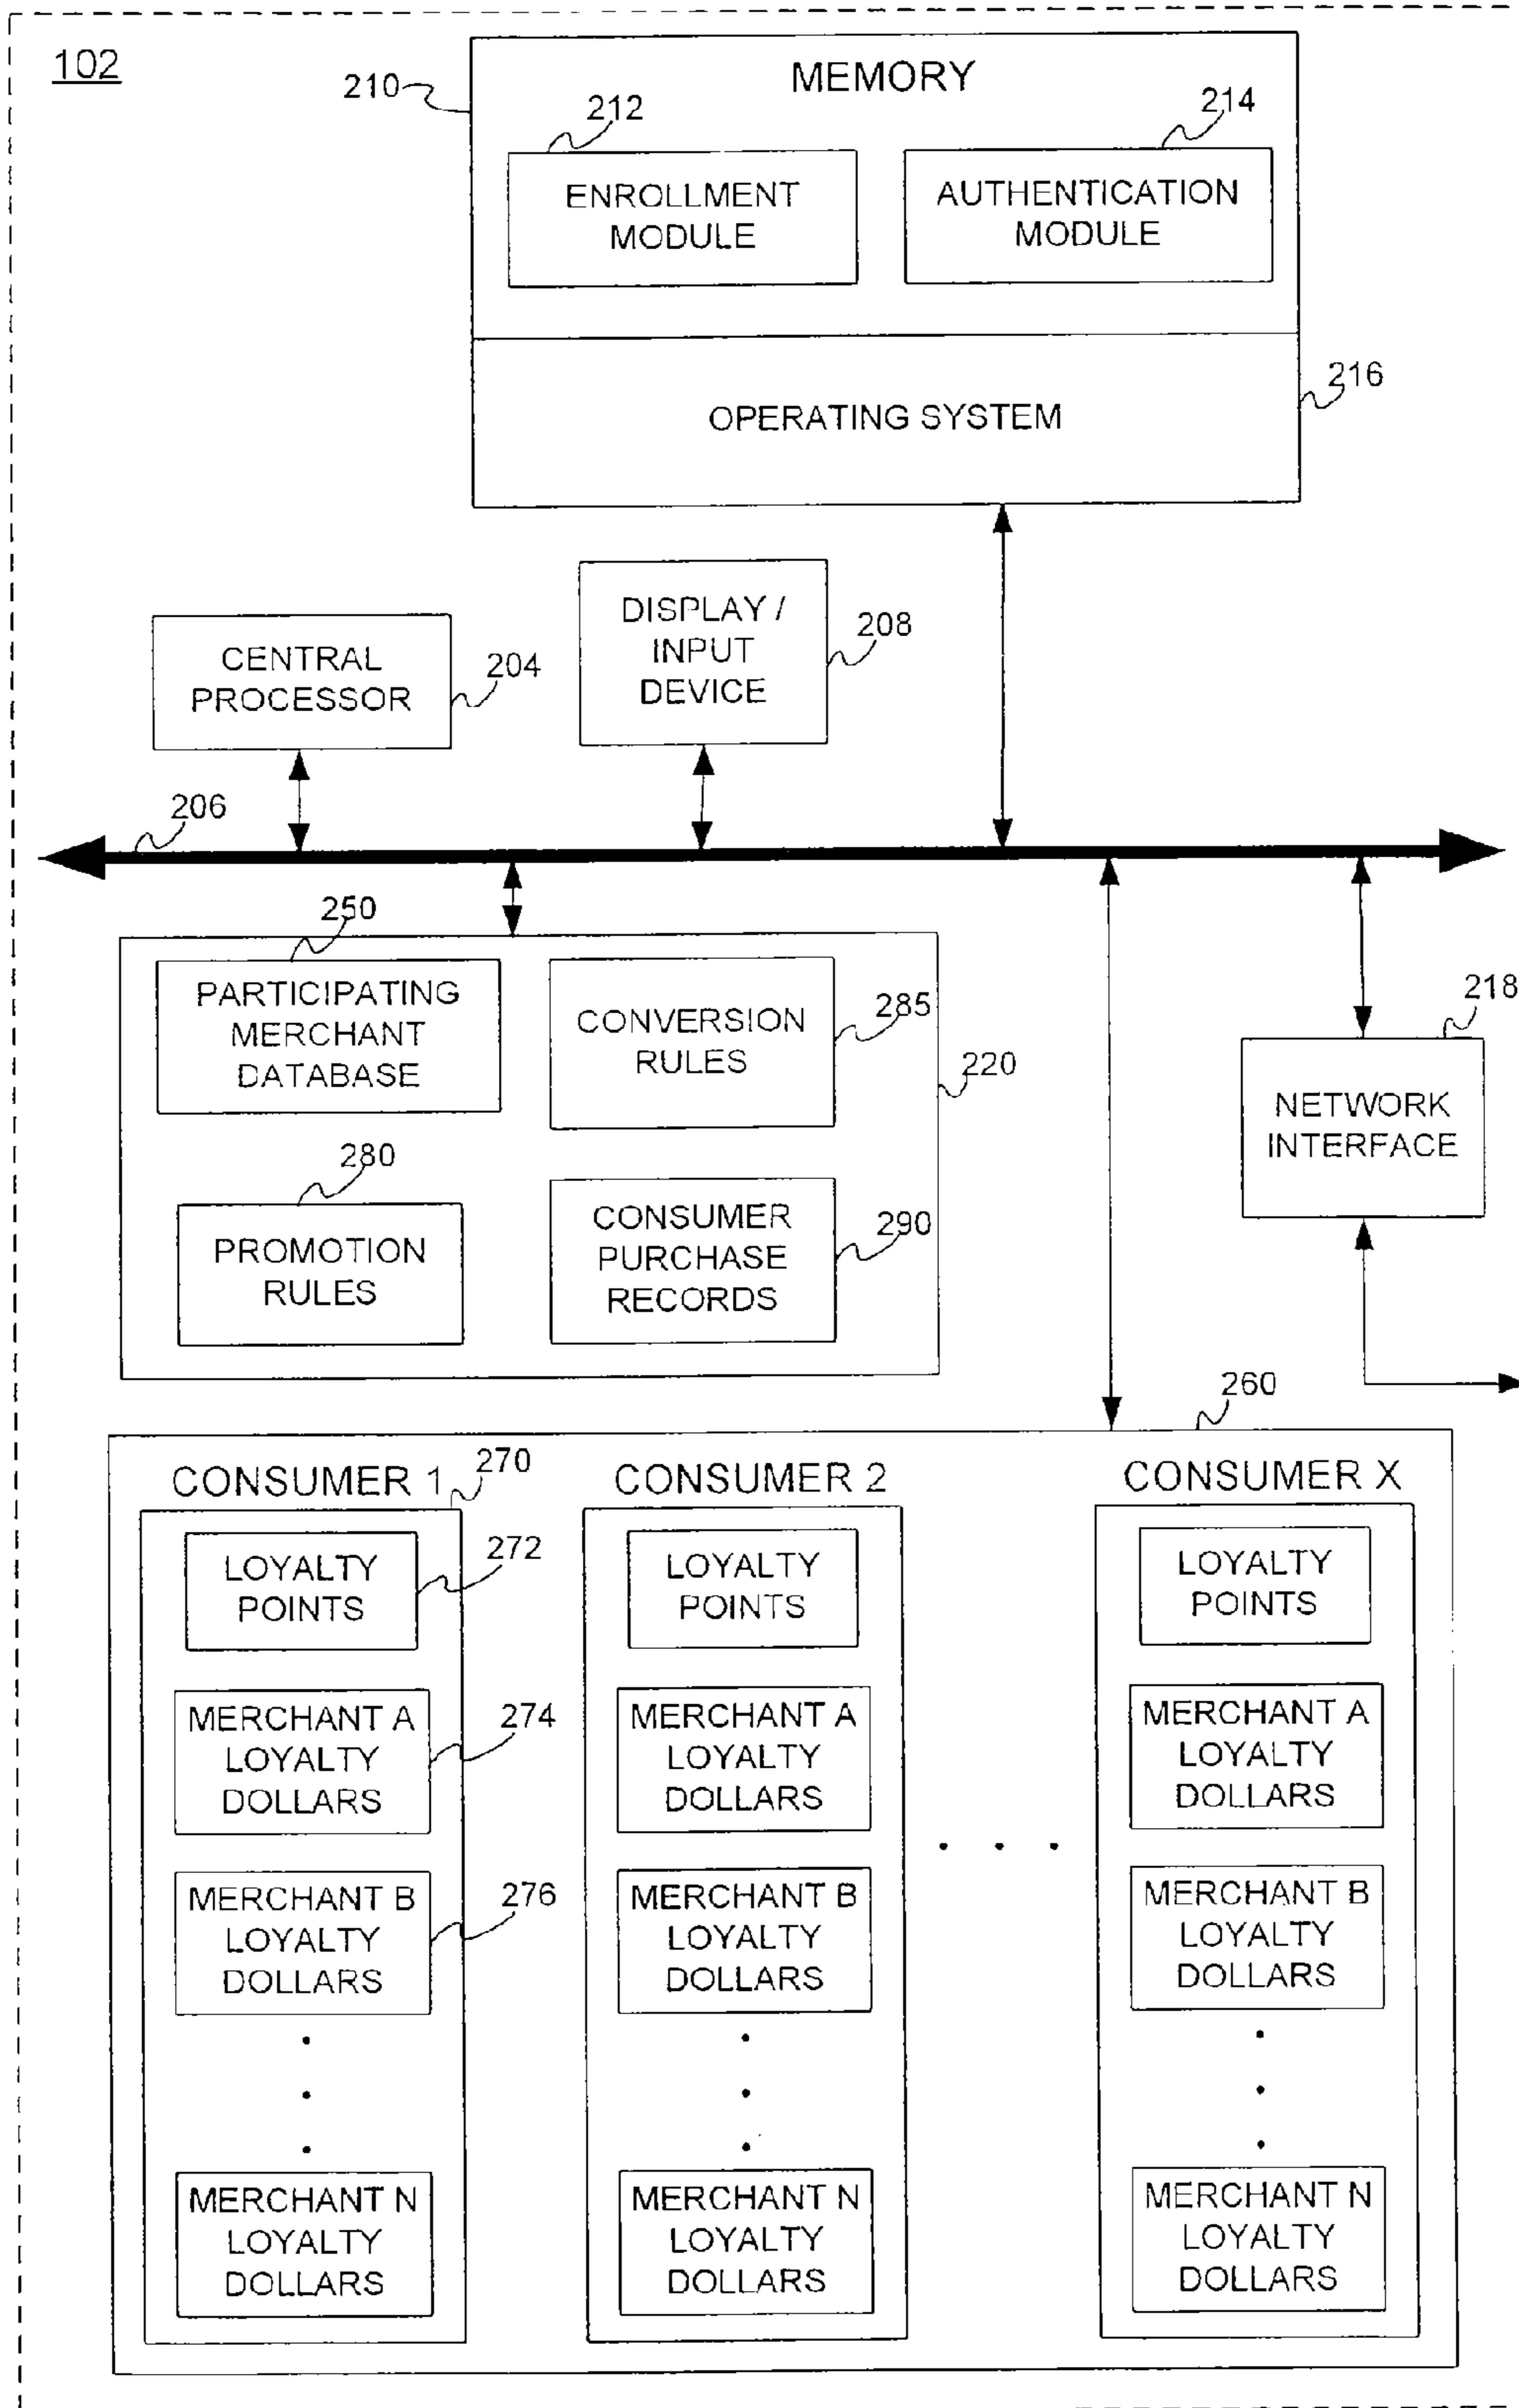 102
MEMORY
210
212
214
ENROLLMENT
MODULE
AUTHENTICATION
MODULE
216
OPERATING SYSTEM
CENTRAL
PROCESSOR
204
DISPLAY /
INPUT
DEVICE
208
206
250
PARTICIPATING
MERCHANT
DATABASE
CONVERSION
RULES
285
220
218
NETWORK
INTERFACE
280
PROMOTION
RULES
CONSUMER
PURCHASE
RECORDS
290
260
CONSUMER 1
270
CONSUMER 2
CONSUMER X
LOYALTY
POINTS
272
LOYALTY
POINTS
LOYALTY
POINTS
MERCHANT A
LOYALTY
DOLLARS
274
MERCHANT A
LOYALTY
DOLLARS
MERCHANT A
LOYALTY
DOLLARS
. . .
MERCHANT B
LOYALTY
DOLLARS
276
MERCHANT B
LOYALTY
DOLLARS
MERCHANT B
LOYALTY
DOLLARS
MERCHANT N
LOYALTY
DOLLARS
MERCHANT N
LOYALTY
DOLLARS
MERCHANT N
LOYALTY
DOLLARS